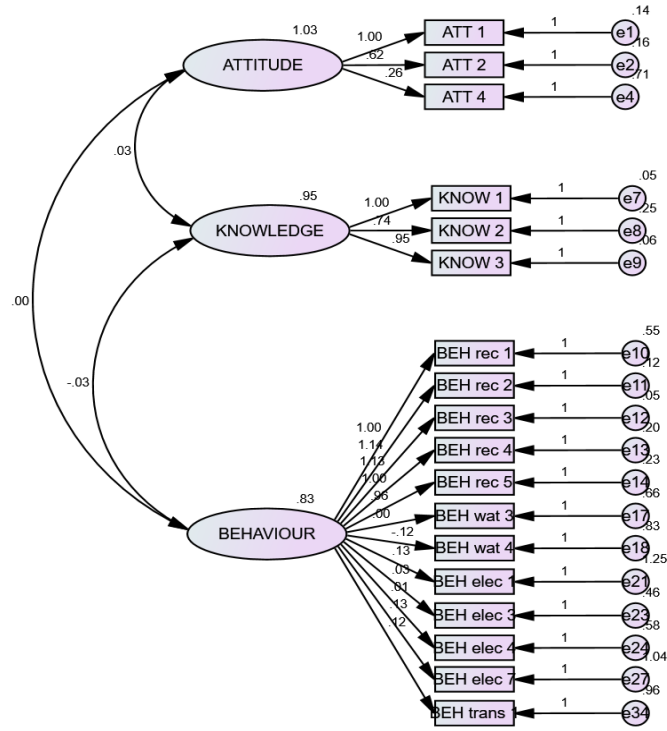 .14
1.03
1.00
ATT 1
1
e1
.62
.16
ATTITUDE
ATT 2
1
e2
.26
.71
ATT 4
1
e4
.03
.05
.95
1.00
KNOW 1
1
e7
.74
.25
KNOWLEDGE
KNOW 2
1
e8
.95
.06
KNOW 3
1
e9
.00
-.03
.55
BEH rec 1
1
e10
.12
BEH rec 2
1
e11
.05
BEH rec 3
1
e12
.20
BEH rec 4
1
e13
.23
BEH rec 5
1
e14
.66
BEH wat 3
1
e17
.83
BEH wat 4
1
e18
1.25
BEH elec 1
1
e21
.46
BEH elec 3
1
e23
.58
BEH elec 4
1
e24
1.04
BEH elec 7
1
e27
.96
BEH trans 1
1
e34
1.00
1.14
1.13
1.00
.96
.00
-.12
.13
.03
.01
.13
.12
.83
BEHAVIOUR